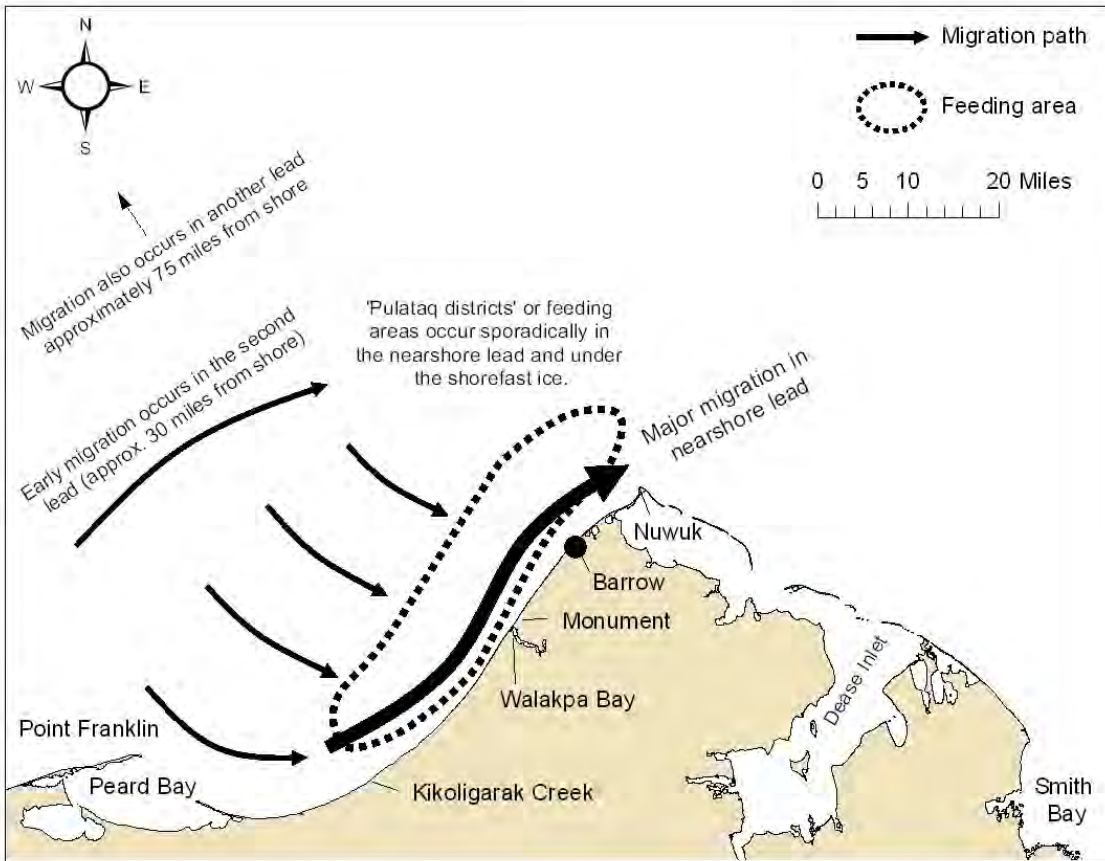 N
W
E
S
Migration path
Feeding area
0 5 10 20 Miles
Migration also occurs in another lead
approximately 75 miles from shore
Early migration occurs in the second
lead (approx. 30 miles from shore)
'Pulataq districts' or feeding
areas occur sporadically in
the nearshore lead and under
the shorefast ice.
Major migration in
nearshore lead
Nuwuk
Barrow
Monument
Walakpa Bay
Dease Inlet
Point Franklin
Peard Bay
Kikoligarak Creek
Smith
Bay